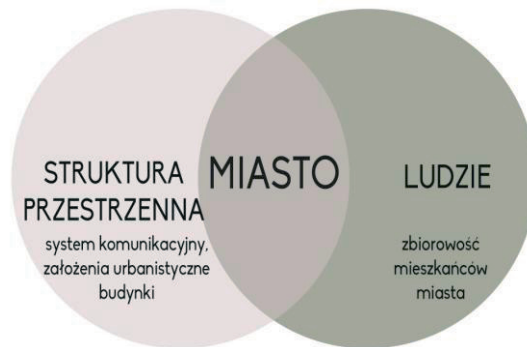 STRUKTURA
PRZESTRZENNA
system komunikacyjny,
założenia urbanistyczne
budynki
MIASTO
LUDZIE
zbiorowość
mieszkańców
miasta